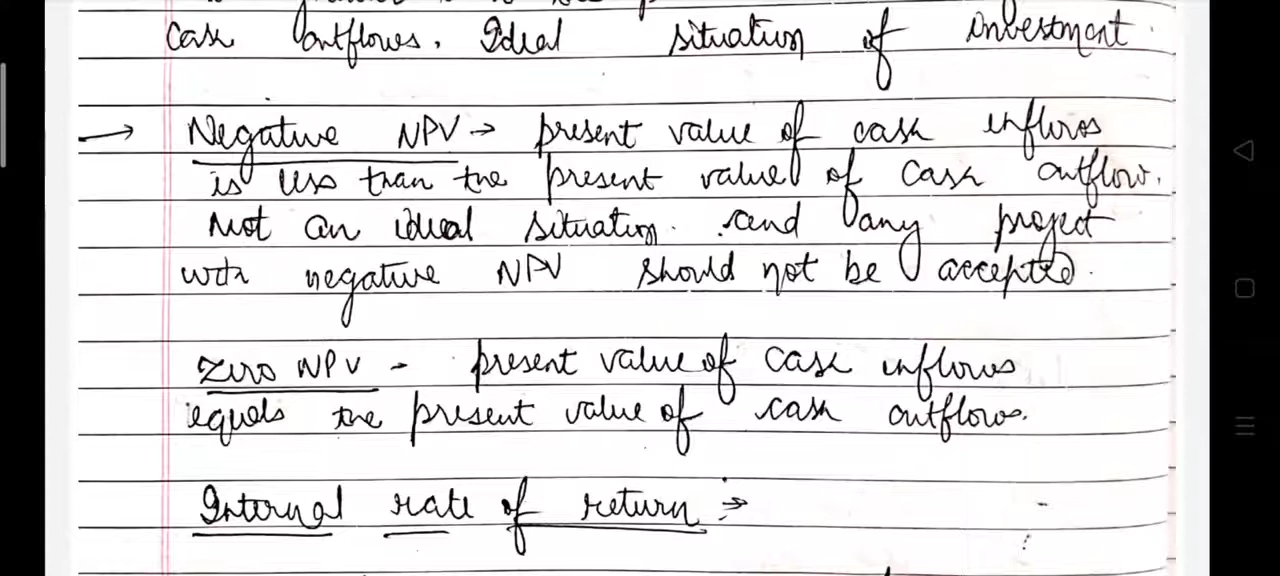 cash outflows. Ideal situation of investment.
→ Negative NPV → present value of cash inflows
is less than the present value of cash outflow.
Not an ideal situation. and any project
with negative NPV should not be accepted.
Zero NPV - present value of cash inflows
equals the present value of cash outflow.
Internal rate of return ⇒